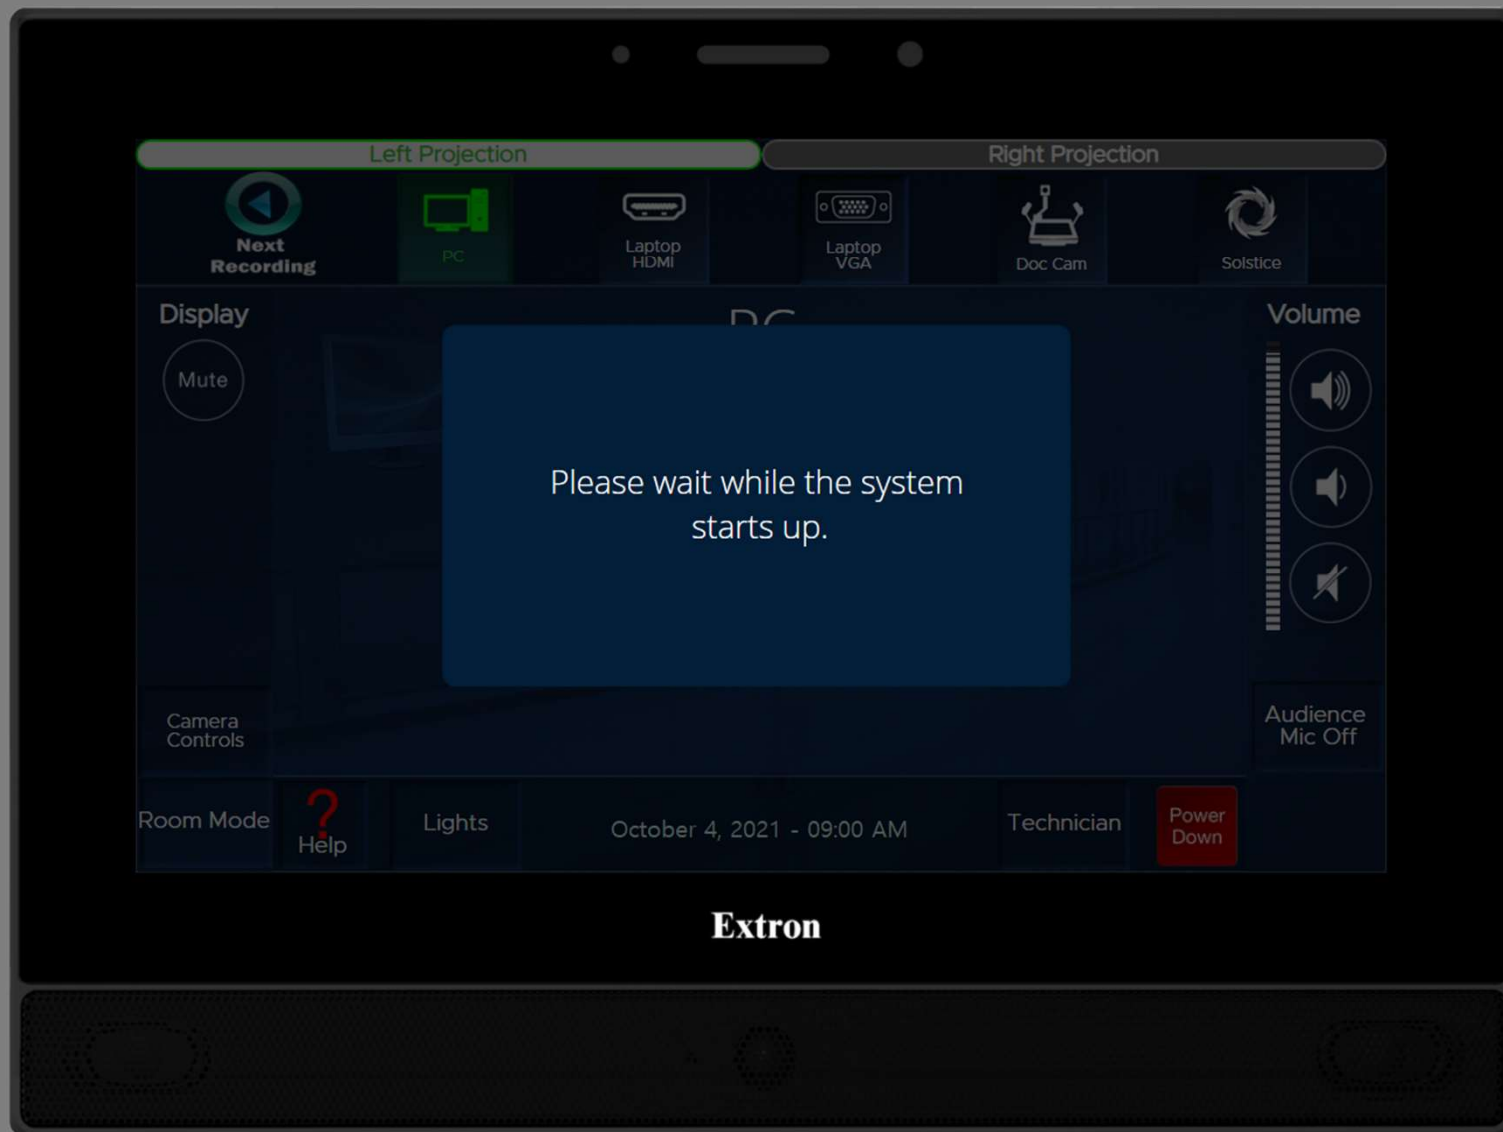 Left Projection
Right Projection
Next
Recording
PC
Laptop
HDMI
Laptop
VGA
Doc Cam
Solstice
Display
Mute
Volume
Please wait while the system
starts up.
Camera
Controls
Audience
Mic Off
Room Mode
Help
Lights
October 4, 2021 - 09:00 AM
Technician
Power
Down
Extron